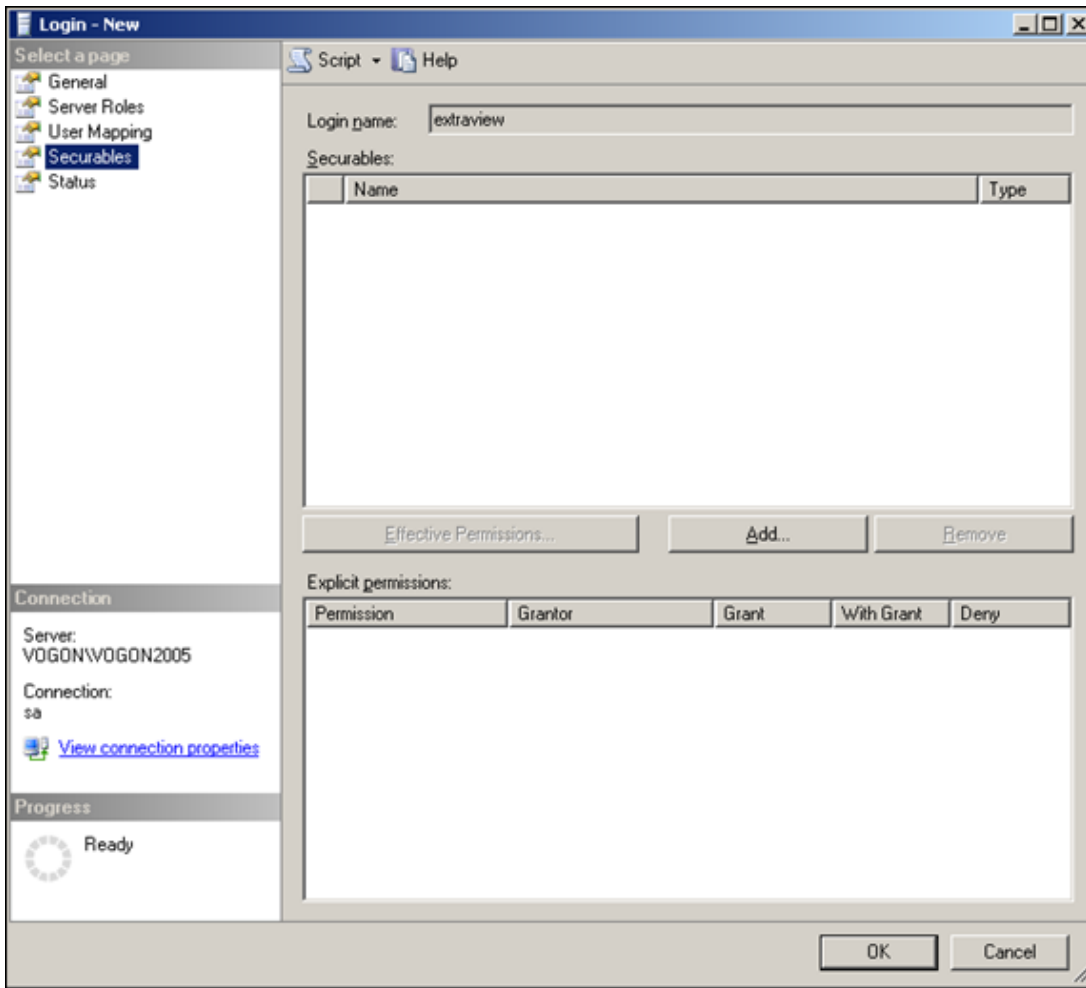 Login - New
Select a page
General
Server Roles
User Mapping
Securables
Status
Script Help
Login name: extraview
Securables:
Name Type
Effective Permissions... Add... Remove
Explicit permissions:
Permission Grantor Grant With Grant Deny
Connection
Server:
VOGON\VOGON2005
Connection:
sa
View connection properties
Progress
Ready
OK Cancel